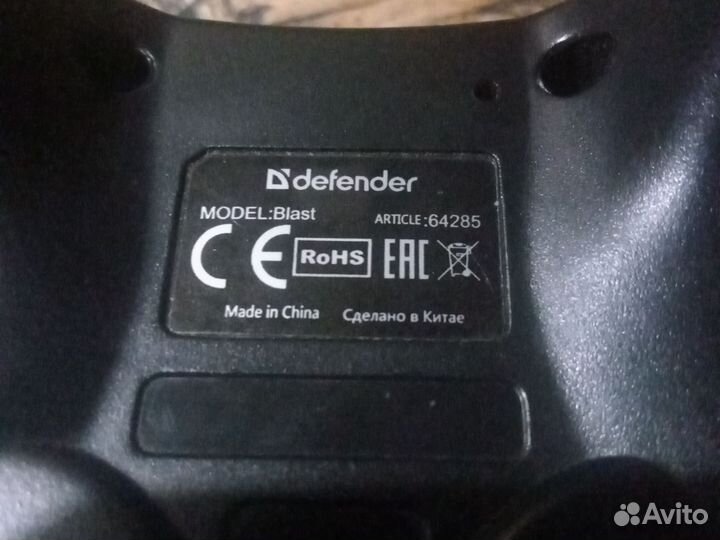 defender
MODEL:Blast ARTICLE:64285
CE RoHS EAC
Made in China Сделано в Китае
Avito